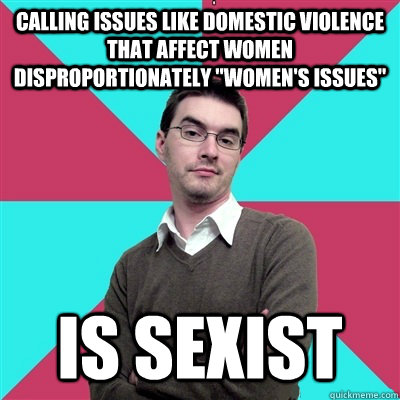 CALLING ISSUES LIKE DOMESTIC VIOLENCE
THAT AFFECT WOMEN
DISPROPORTIONATELY "WOMEN'S ISSUES"
IS SEXIST
quickmeme.com